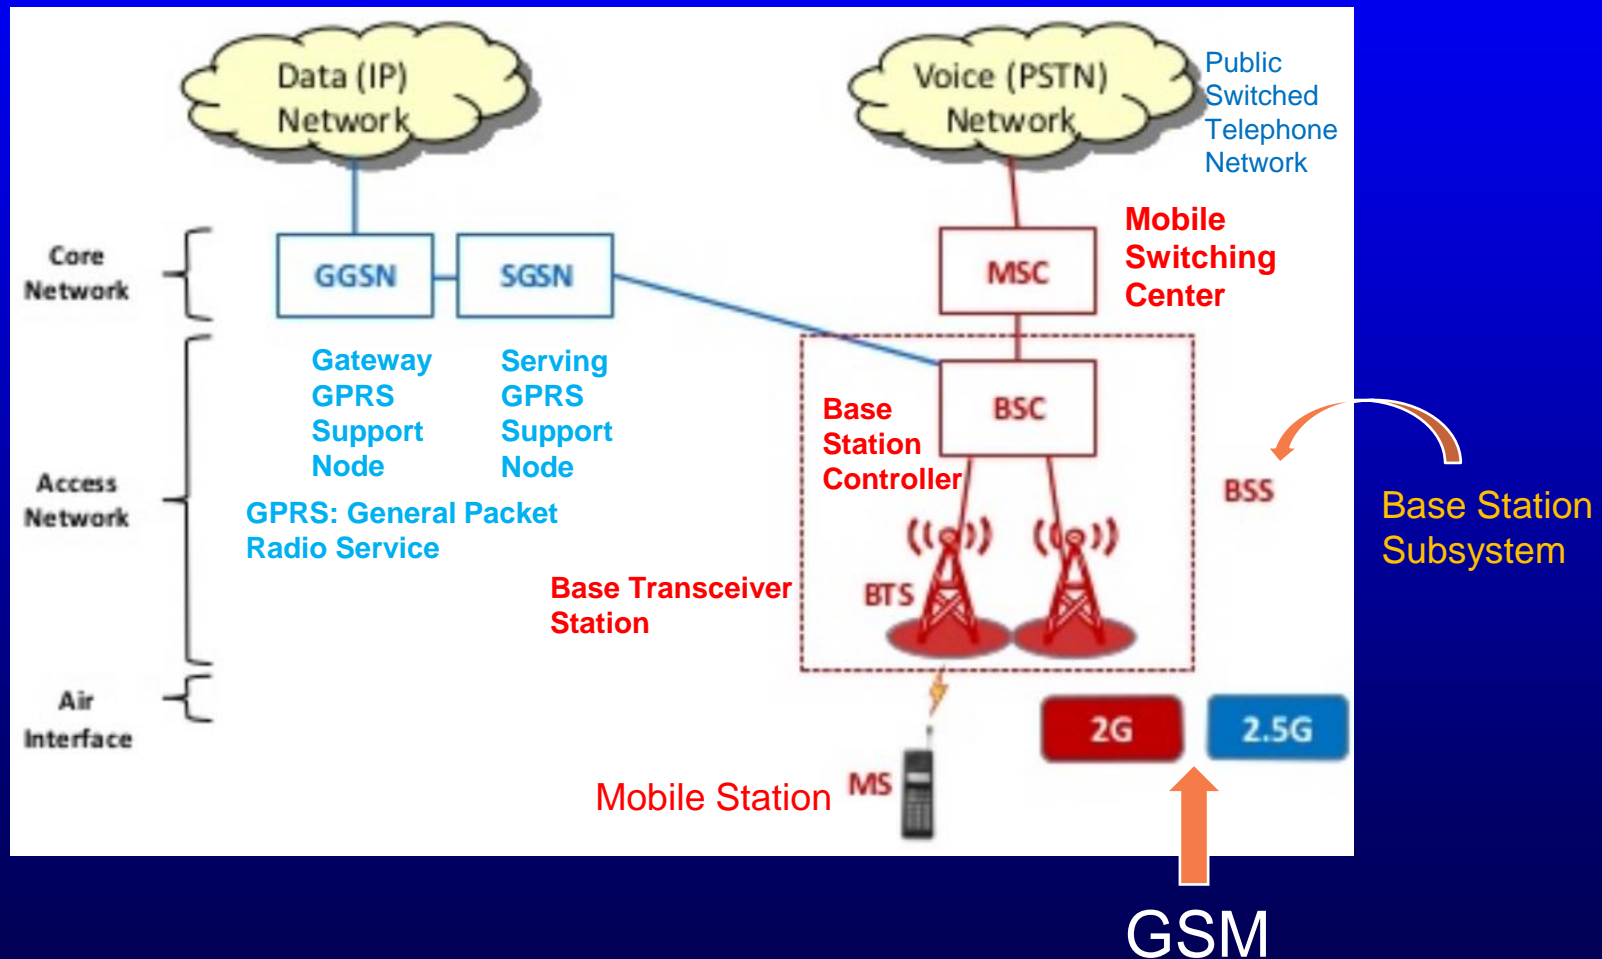 Data (IP)
Network
Voice (PSTN)
Network
Public
Switched
Telephone
Network
Core
Network
GGSN
SGSN
MSC
Mobile
Switching
Center
Gateway
GPRS
Support
Node
Serving
GPRS
Support
Node
GPRS: General Packet
Radio Service
Access
Network
Base
Station
Controller
BSC
BSS
Base Station
Subsystem
Base Transceiver
Station
BTS
Air
Interface
Mobile Station
MS
2G
2.5G
GSM